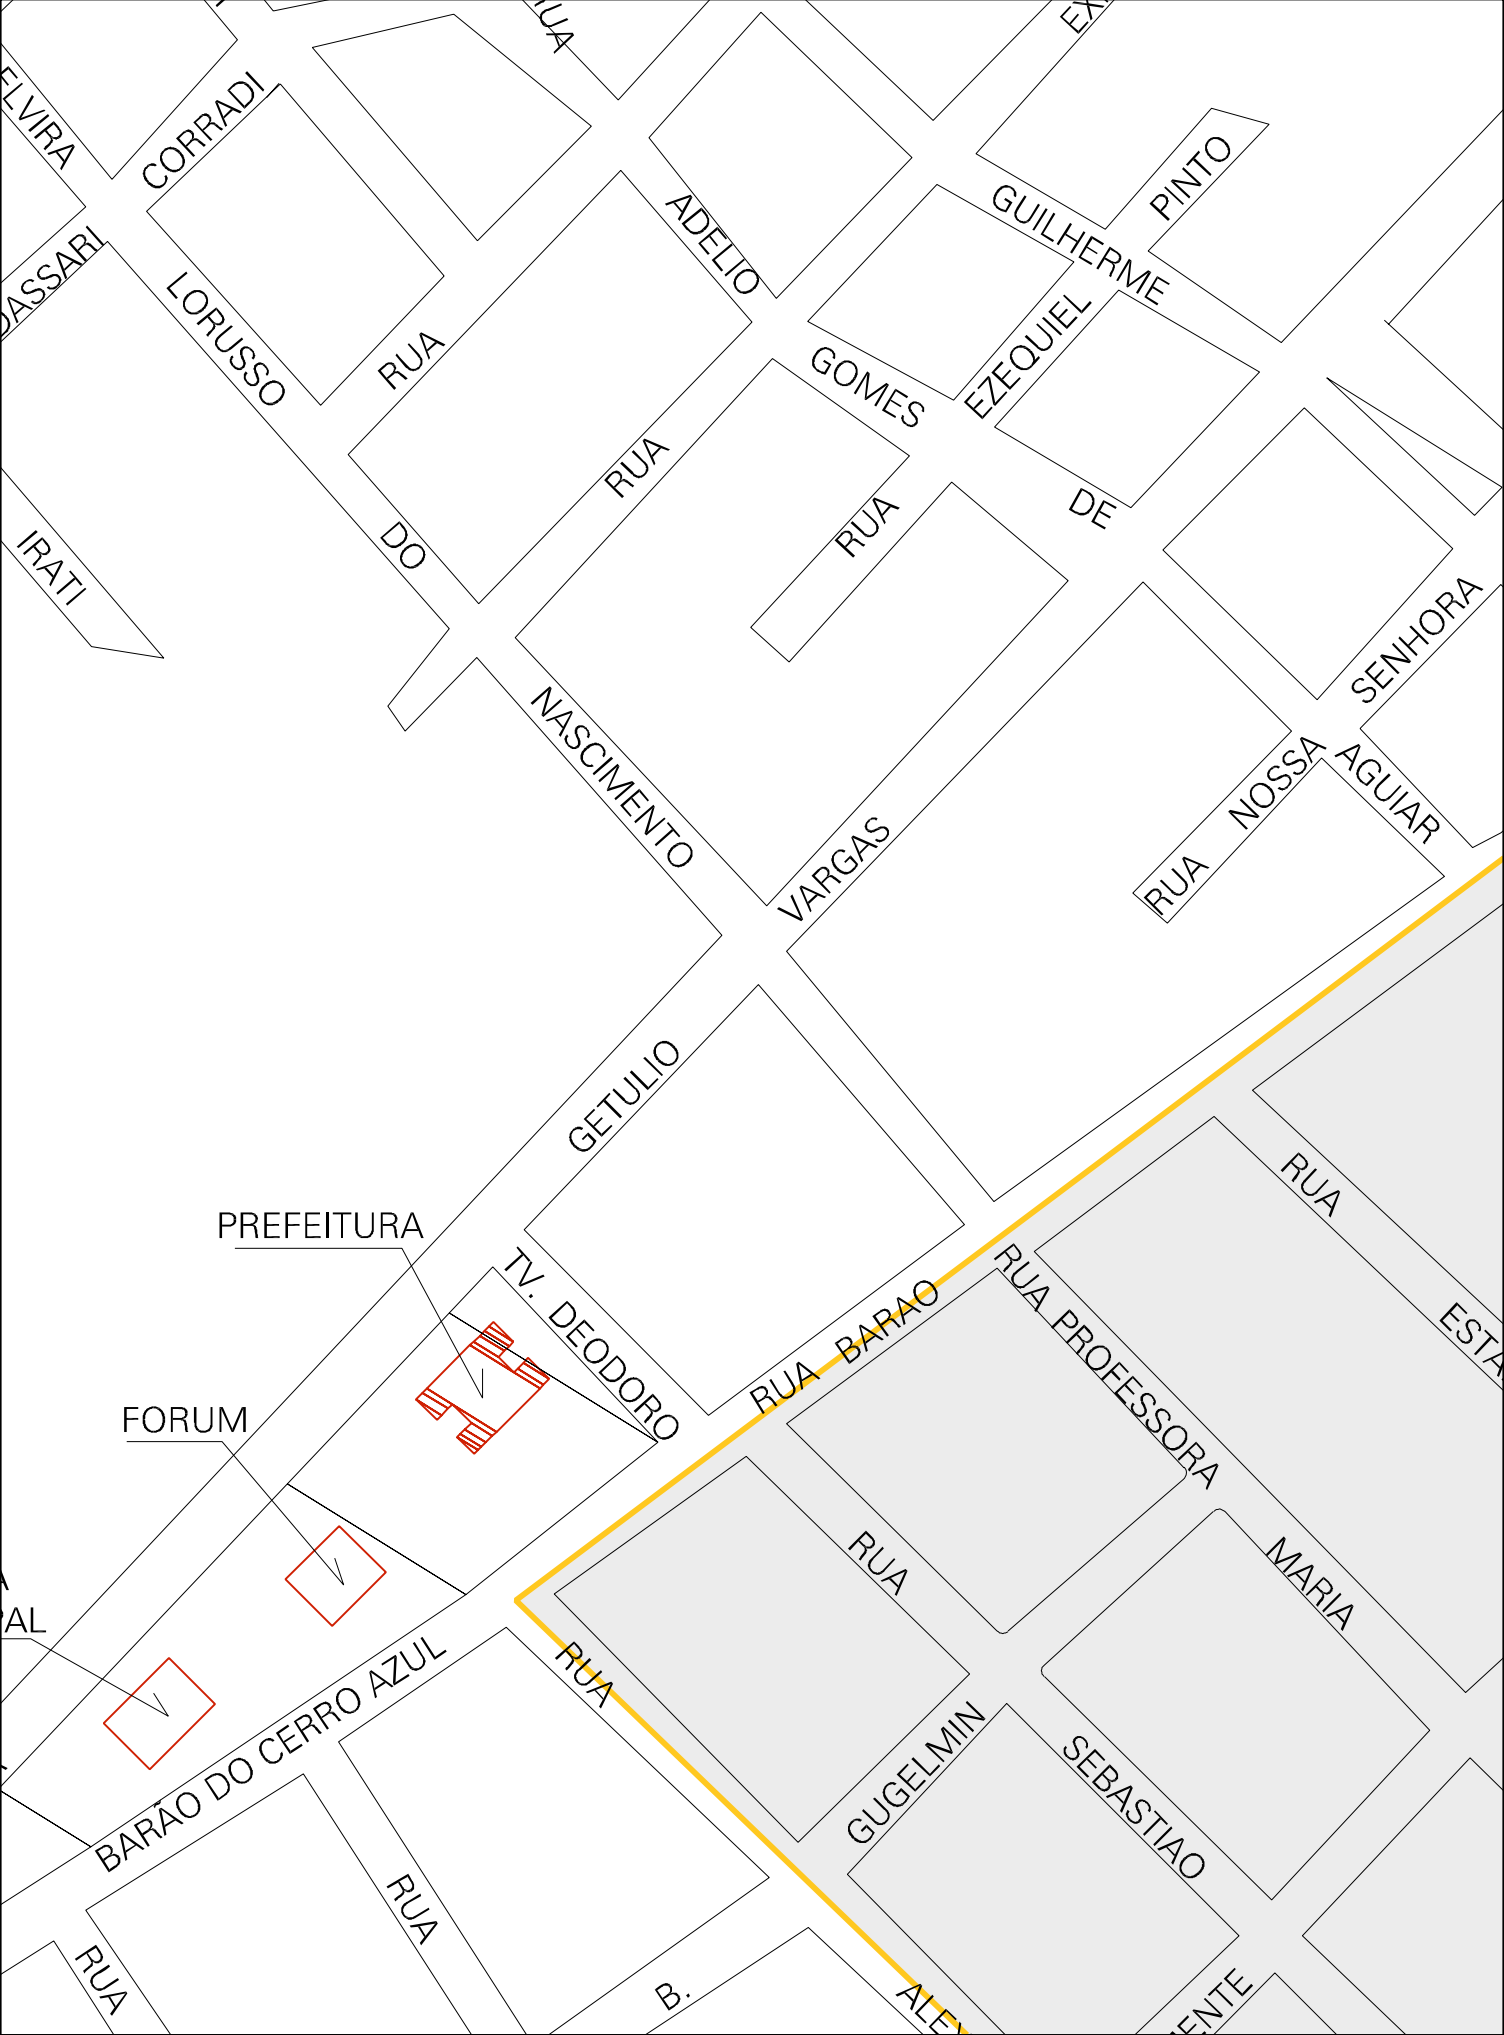 ELVIRA
CORRADI
ADELIO
GUILHERME
PINTO
LORUSSO
RUA
GOMES
EZEQUIEL
RUA
DE
RUA
IRATI
DO
SENHORA
NASCIMENTO
NOSSA
AGUIAR
VARGAS
RUA
GETULIO
RUA
PREFEITURA
TV. DEODORO
RUA BARAO
RUA PROFESSORA
FORUM
RUA
MARIA
RUA
BARÃO DO CERRO AZUL
GUGELMIN
SEBASTIAO
RUA
RUA
B.